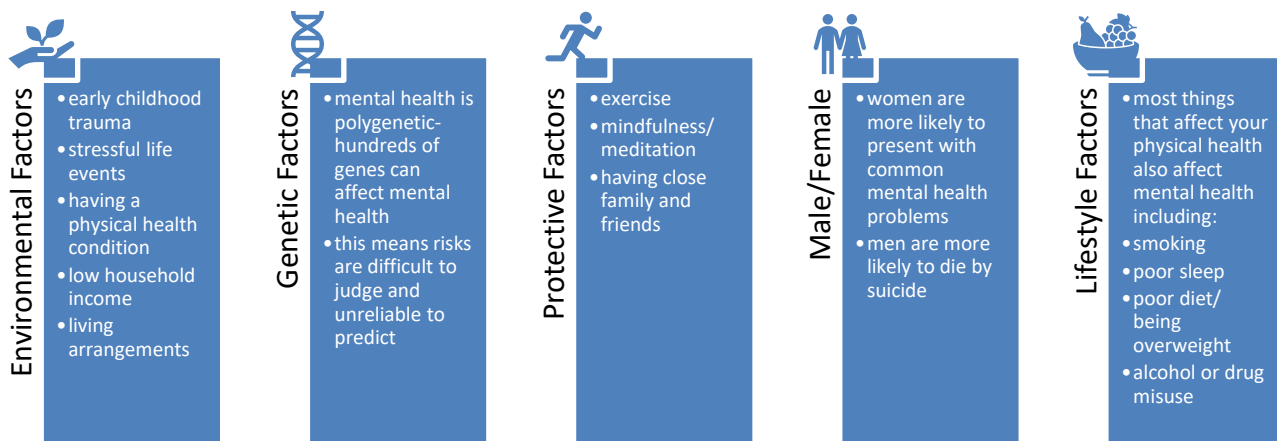 Environmental Factors
• early childhood
trauma
• stressful life
events
• having a
physical health
condition
• low household
income
• living
arrangements
Genetic Factors
• mental health is
polygenetic-
hundreds of
genes can
affect mental
health
• this means risks
are difficult to
judge and
unreliable to
predict
Protective Factors
• exercise
• mindfulness/
meditation
• having close
family and
friends
Male/Female
• women are
more likely to
present with
common
mental health
problems
• men are more
likely to die by
suicide
Lifestyle Factors
• most things
that affect your
physical health
also affect
mental health
including:
• smoking
• poor sleep
• poor diet/
being
overweight
• alcohol or drug
misuse